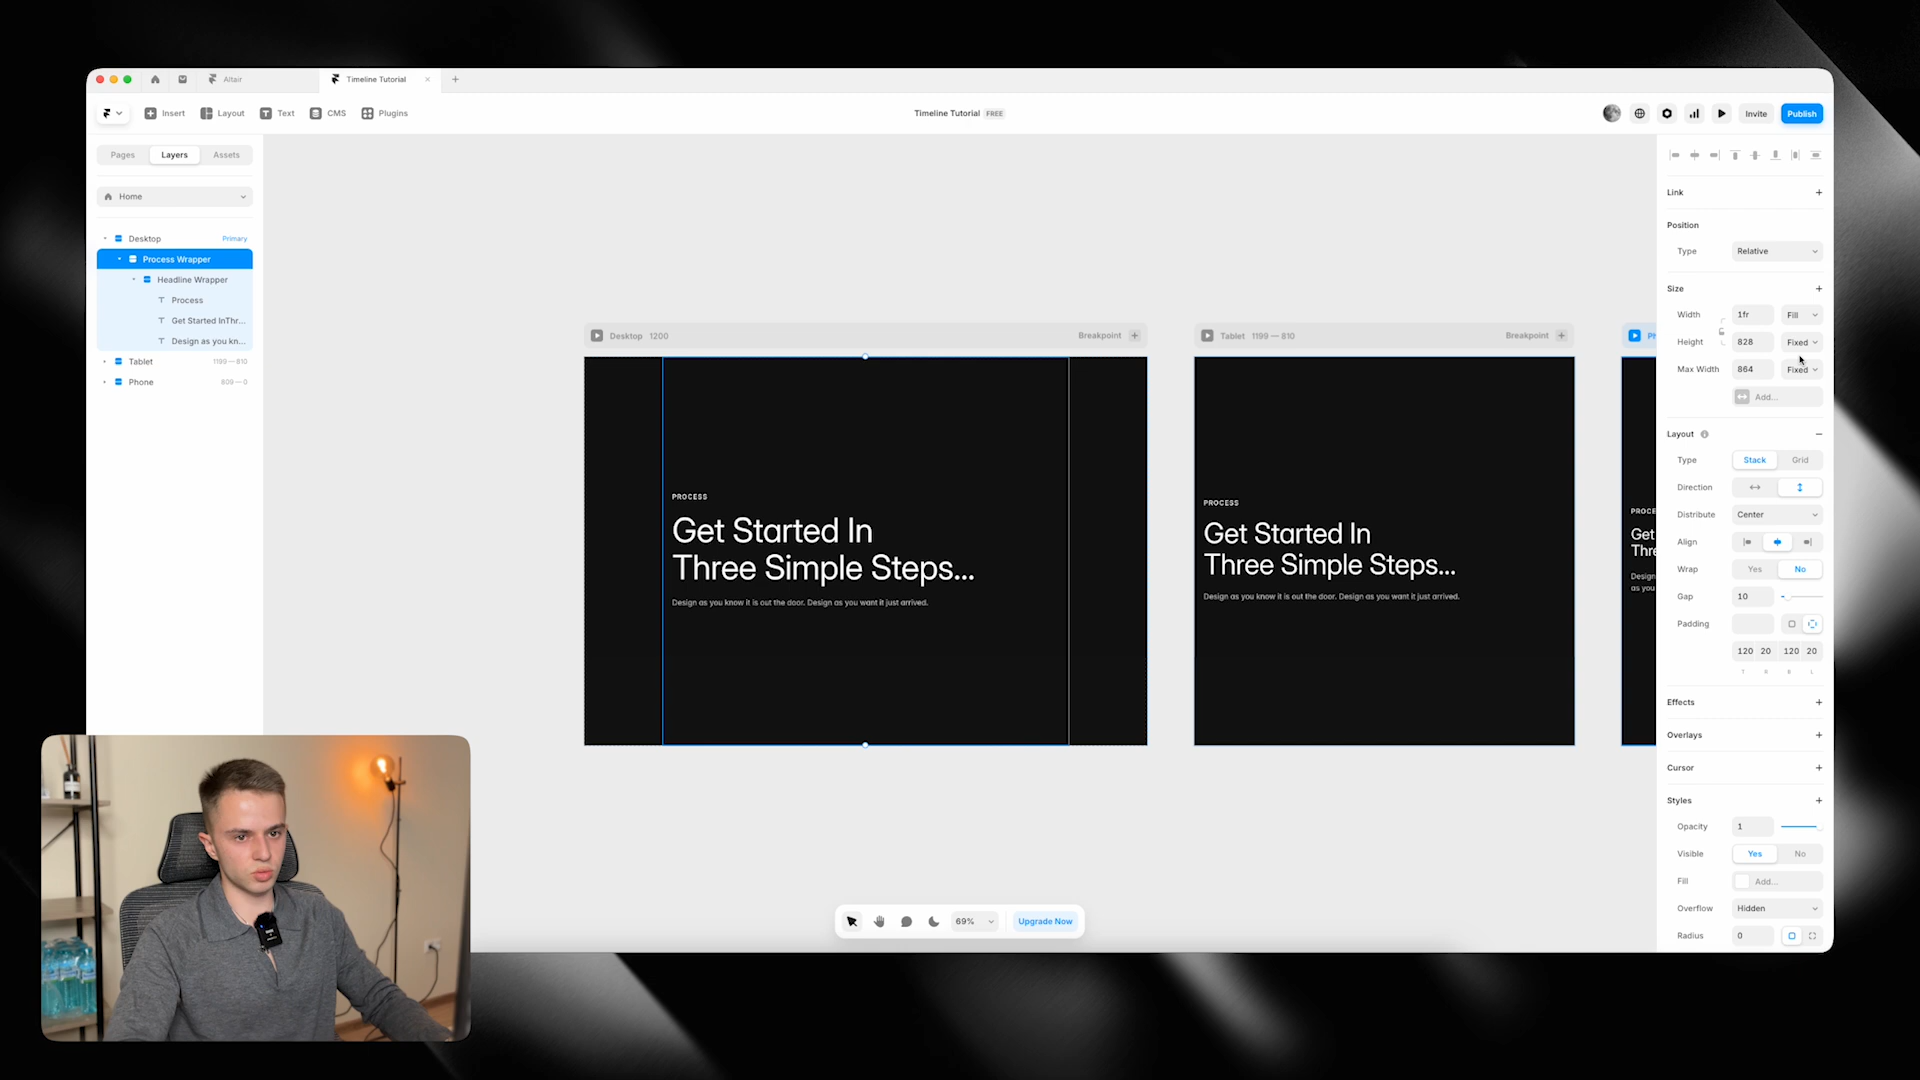 Altair
Timeline Tutorial
Insert
Layout
Text
CMS
Plugins
Timeline Tutorial FREE
Invite
Publish
Pages
Layers
Assets
Home
Desktop
Primary
Process Wrapper
Headline Wrapper
Process
Get Started InThr...
Design as you kn...
Tablet
1199 — 810
Phone
809 — 0
Desktop 1200
Breakpoint
PROCESS
Get Started In
Three Simple Steps...
Design as you know it is out the door. Design as you want it just arrived.
Tablet 1199 — 810
Breakpoint
PROCESS
Get Started In
Three Simple Steps...
Design as you know it is out the door. Design as you want it just arrived.
Ph
PROCE
Get
Thre
Design
as you k
69%
Upgrade Now
Link
Position
Type
Relative
Size
Width
1fr
Fill
Height
828
Fixed
Max Width
864
Fixed
Add...
Layout
Type
Stack
Grid
Direction
Distribute
Center
Align
Wrap
Yes
No
Gap
10
Padding
120 20 120 20
T R B L
Effects
Overlays
Cursor
Styles
Opacity
1
Visible
Yes
No
Fill
Add...
Overflow
Hidden
Radius
0